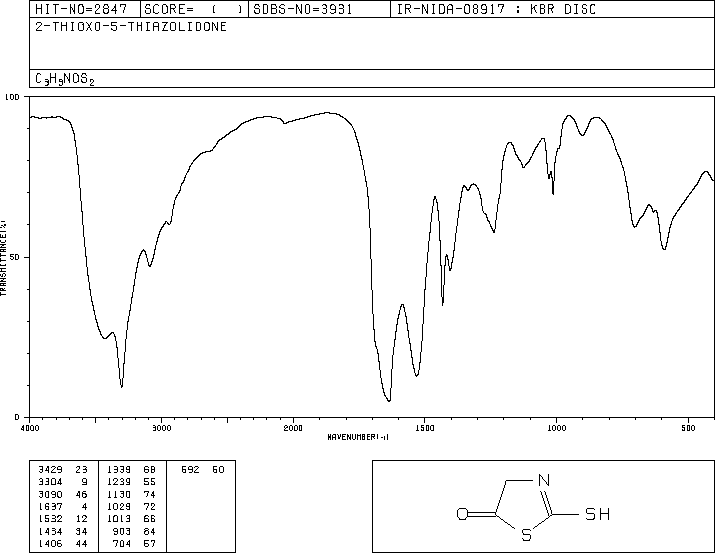 HIT-NO=2847 SCORE= ( ) SDBS-NO=3931 IR-NIDA-08917 : KBR DISC
2-THIOXO-5-THIAZOLIDONE
C3H3NOS2
100
50
0
TRANSMITTANCE(%)
4000 3000 2000 1500 1000 500
WAVENUMBER(-1)
3429 23 1339 68 692 60
3304 9 1239 55
3090 46 1130 74
1637 4 1029 72
1532 12 1013 66
1434 34 903 84
1406 44 704 57
N
O
SH
S